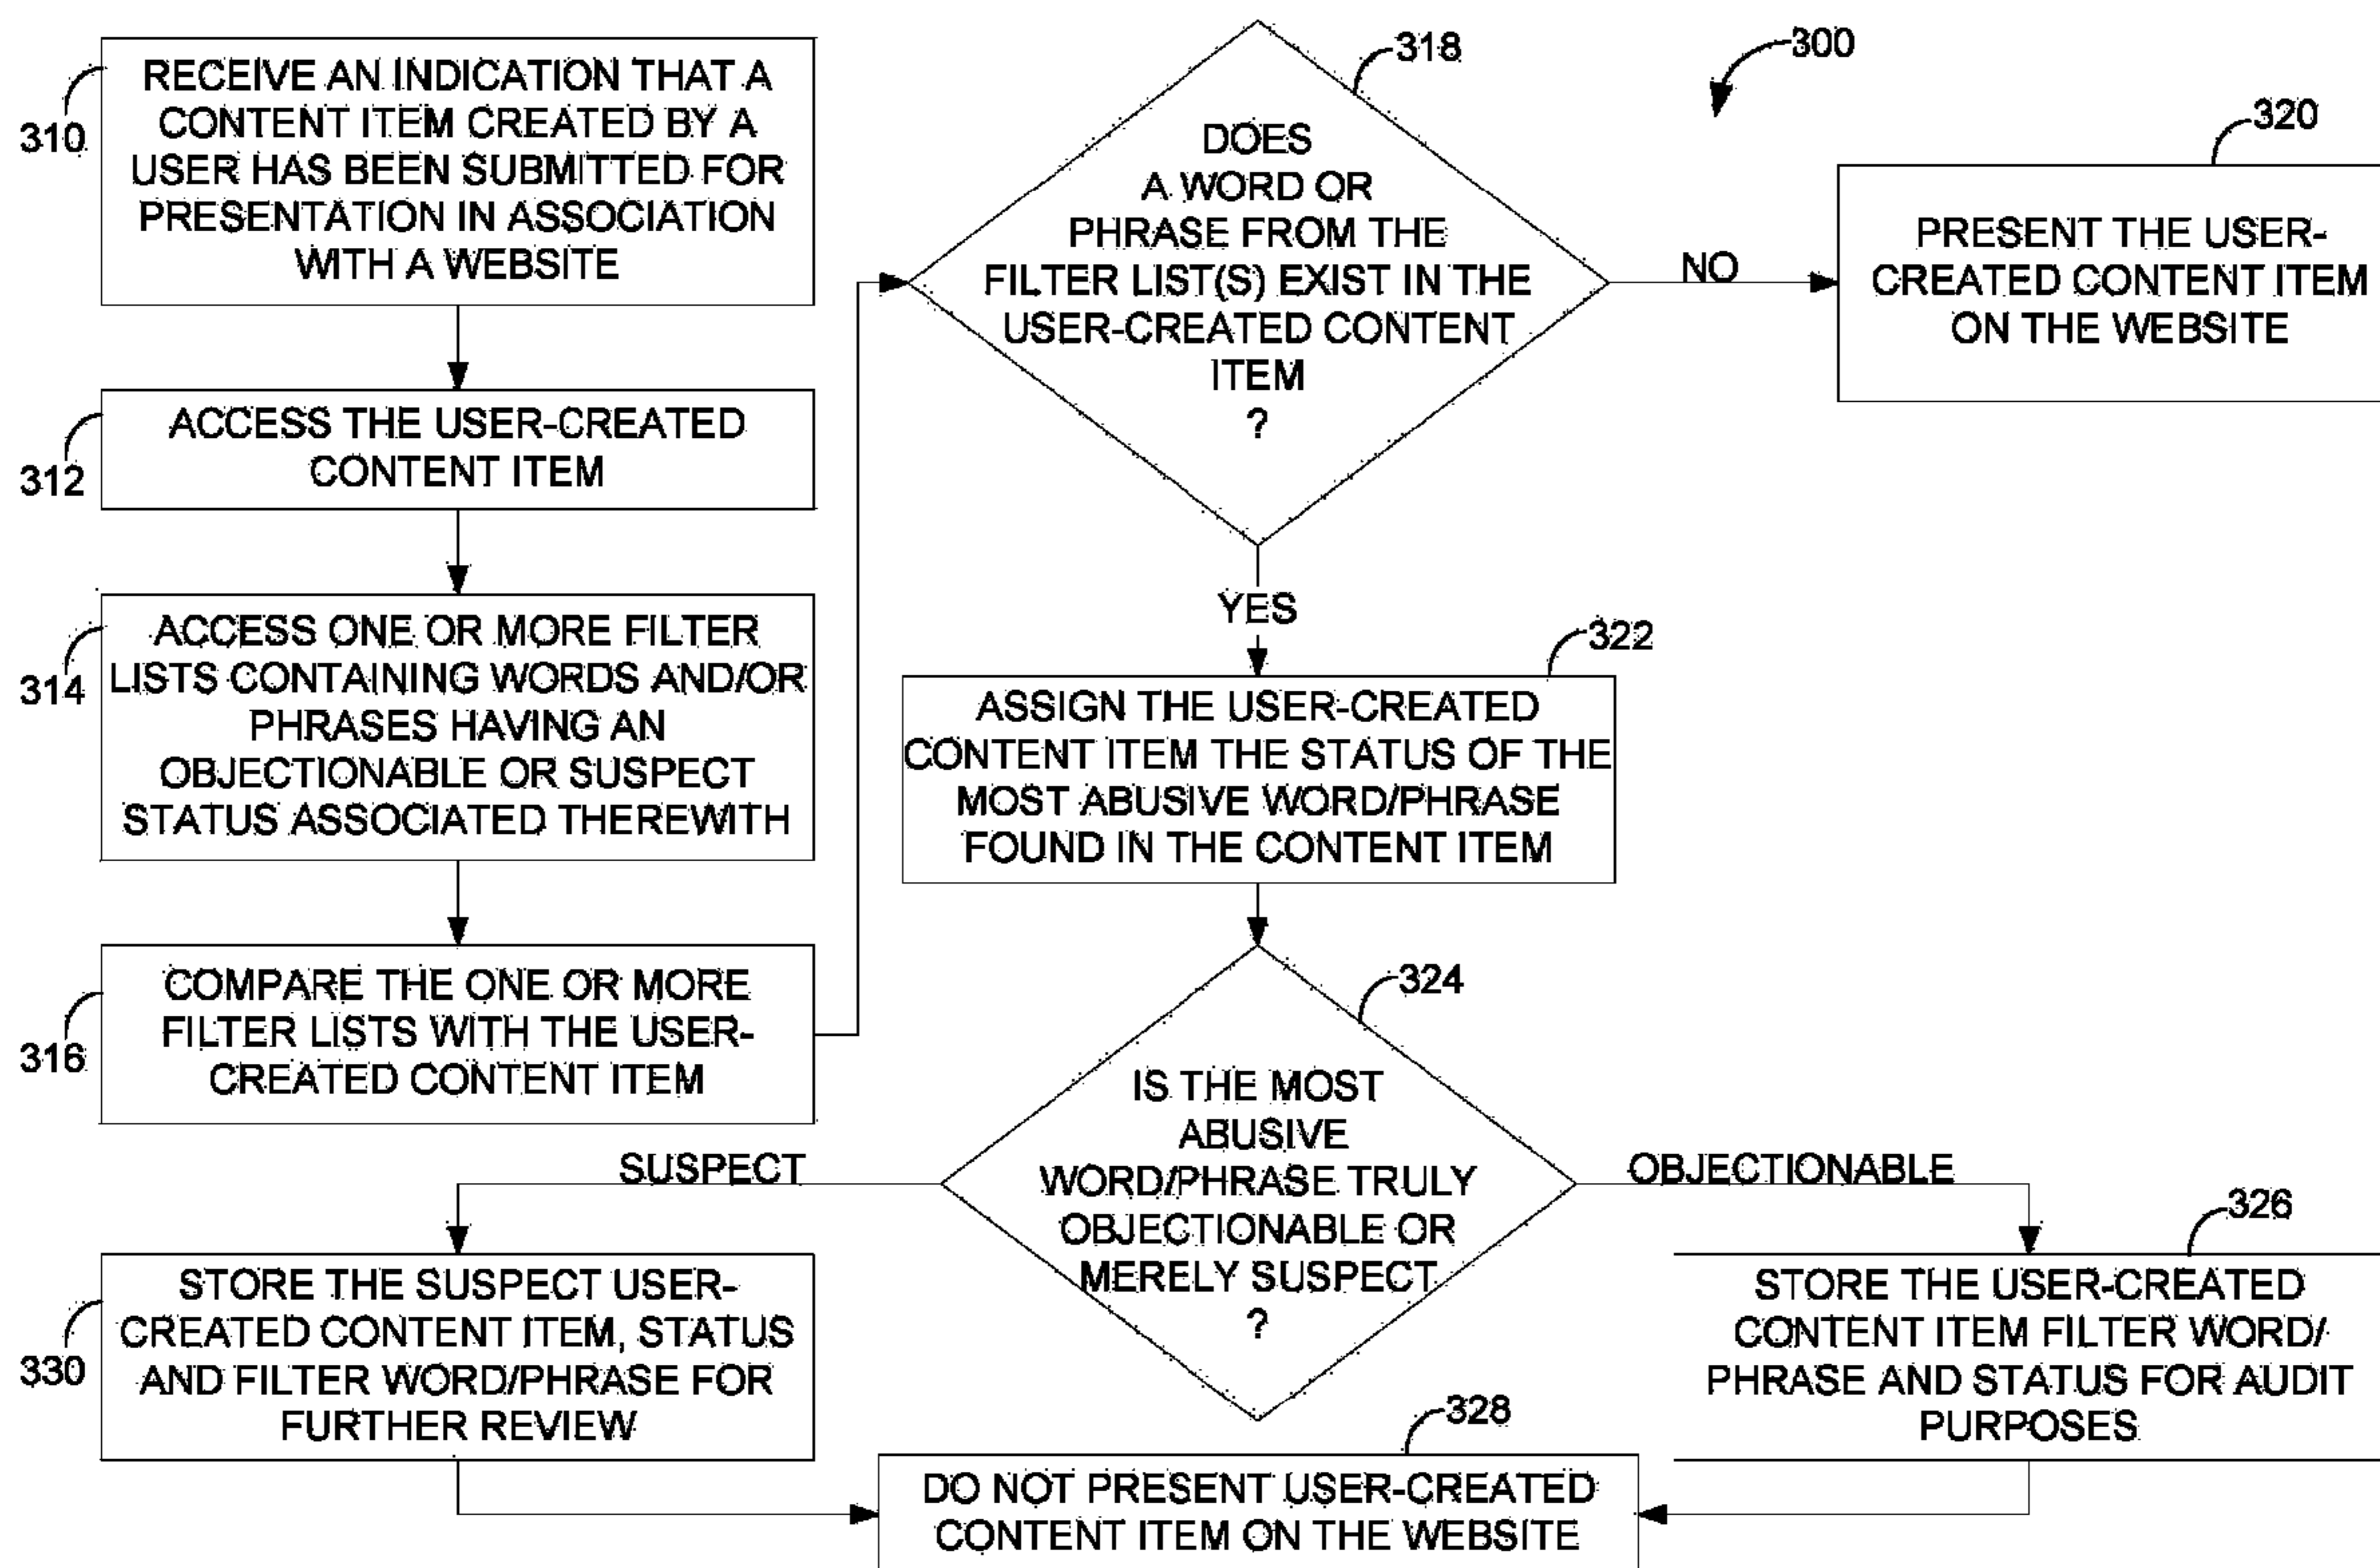 300
310
RECEIVE AN INDICATION THAT A
CONTENT ITEM CREATED BY A
USER HAS BEEN SUBMITTED FOR
PRESENTATION IN ASSOCIATION
WITH A WEBSITE
312
ACCESS THE USER-CREATED
CONTENT ITEM
314
ACCESS ONE OR MORE FILTER
LISTS CONTAINING WORDS AND/OR
PHRASES HAVING AN
OBJECTIONABLE OR SUSPECT
STATUS ASSOCIATED THEREWITH
316
COMPARE THE ONE OR MORE
FILTER LISTS WITH THE USER-
CREATED CONTENT ITEM
318
DOES
A WORD OR
PHRASE FROM THE
FILTER LIST(S) EXIST IN THE
USER-CREATED CONTENT
ITEM
?
NO
320
PRESENT THE USER-
CREATED CONTENT ITEM
ON THE WEBSITE
YES
322
ASSIGN THE USER-CREATED
CONTENT ITEM THE STATUS OF THE
MOST ABUSIVE WORD/PHRASE
FOUND IN THE CONTENT ITEM
324
IS THE MOST
ABUSIVE
WORD/PHRASE TRULY
OBJECTIONABLE OR
MERELY SUSPECT
?
SUSPECT
OBJECTIONABLE
326
STORE THE USER-CREATED
CONTENT ITEM FILTER WORD/
PHRASE AND STATUS FOR AUDIT
PURPOSES
330
STORE THE SUSPECT USER-
CREATED CONTENT ITEM, STATUS
AND FILTER WORD/PHRASE FOR
FURTHER REVIEW
328
DO NOT PRESENT USER-CREATED
CONTENT ITEM ON THE WEBSITE